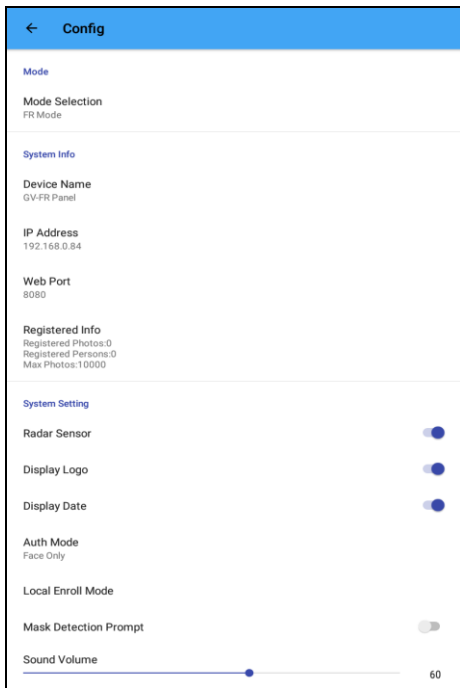 Config
Mode
Mode Selection
FR Mode
System Info
Device Name
GV-FR Panel
IP Address
192.168.0.84
Web Port
8080
Registered Info
Registered Photos:0
Registered Persons:0
Max Photos:10000
System Setting
Radar Sensor
Display Logo
Display Date
Auth Mode
Face Only
Local Enroll Mode
Mask Detection Prompt
Sound Volume
60